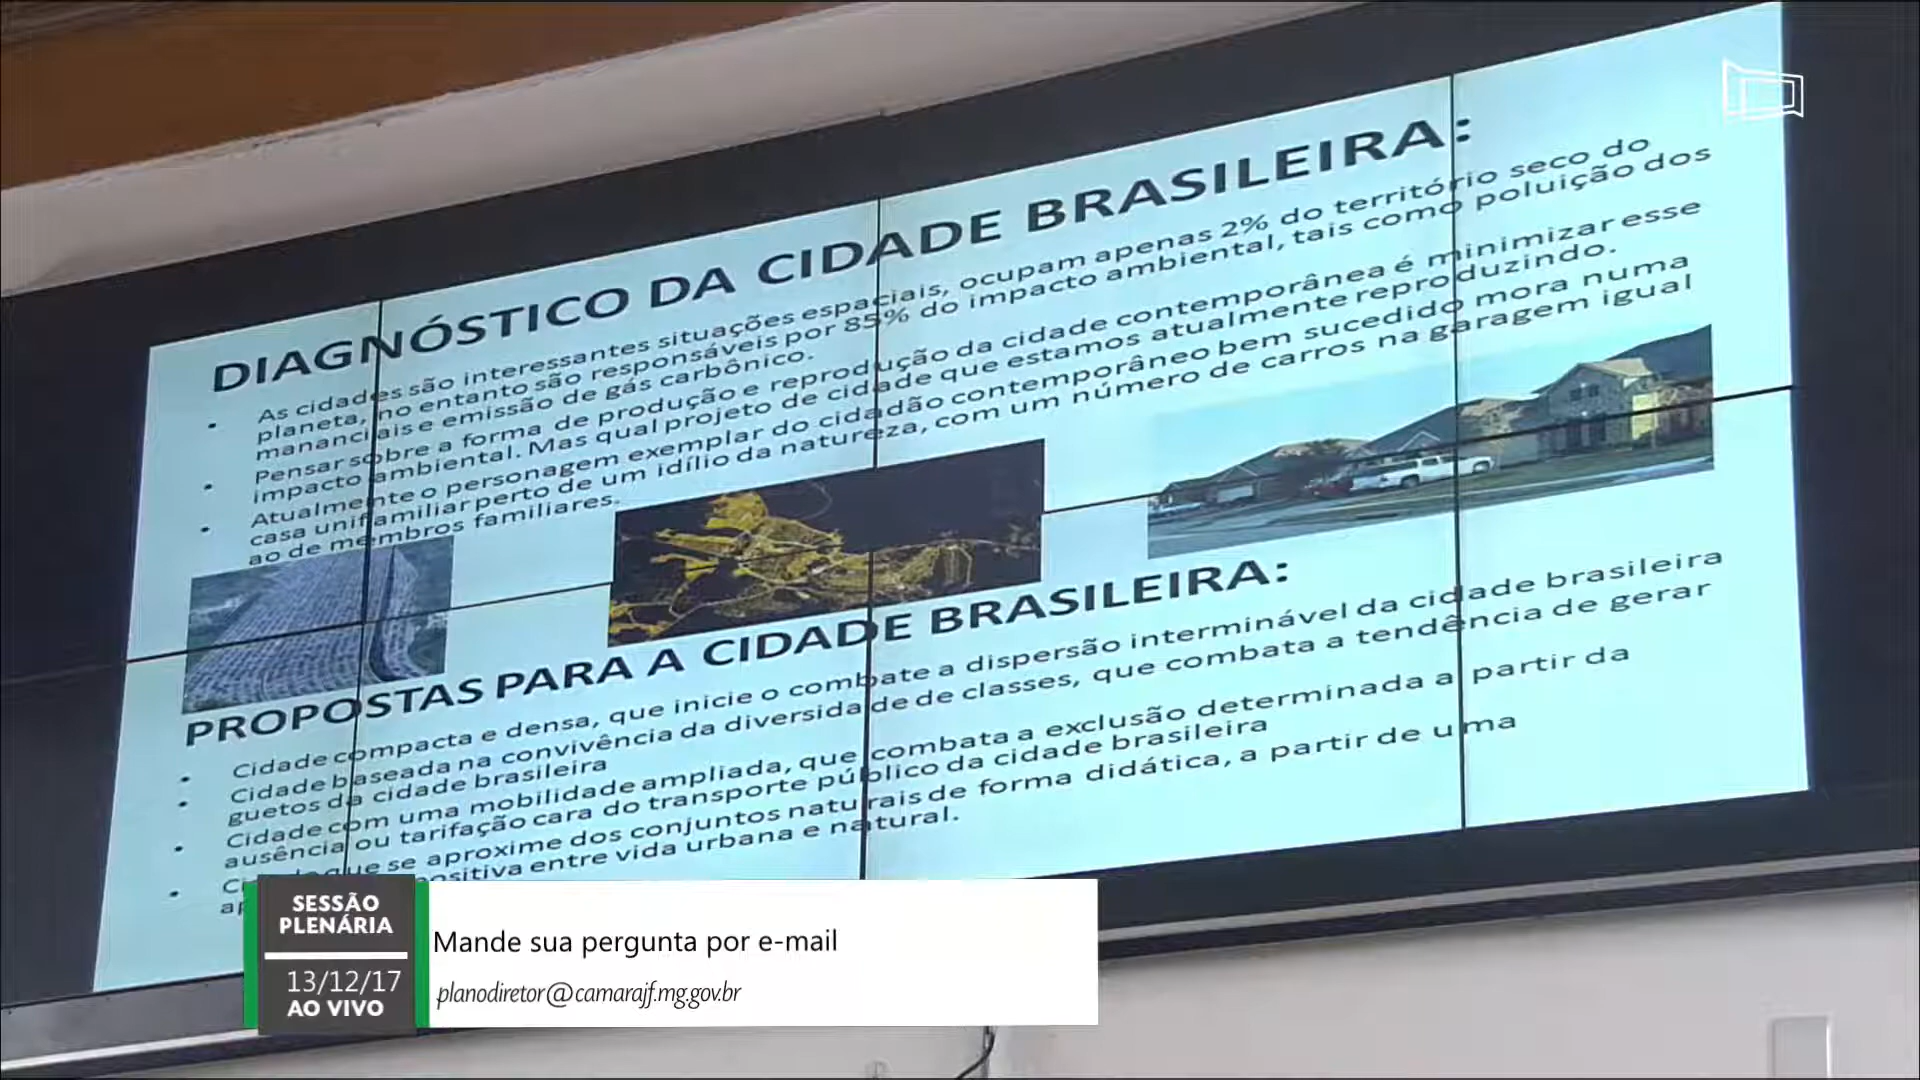 DIAGNÓSTICO DA CIDADE BRASILEIRA:
• As cidades são interessantes situações espaciais, ocupam apenas 2% do território seco do
planeta, no entanto são responsáveis por 85% do impacto ambiental, tais como poluição dos
mananciais e emissão de gás carbônico.
• Pensar sobre a forma de produção e reprodução da cidade contemporânea é minimizar esse
impacto ambiental. Mas qual projeto de cidade que estamos atualmente reproduzindo.
• Atualmente o personagem exemplar do cidadão contemporâneo bem sucedido mora numa
casa unifamiliar perto de um idílio da natureza, com um número de carros na garagem igual
ao de membros familiares.
PROPOSTAS PARA A CIDADE BRASILEIRA:
• Cidade compacta e densa, que inicie o combate a dispersão interminável da cidade brasileira
• Cidade baseada na convivência da diversidade de classes, que combata a tendência de gerar
guetos da cidade brasileira
• Cidade com uma mobilidade ampliada, que combata a exclusão determinada a partir da
ausência ou tarifação cara do transporte público da cidade brasileira
• que se aproxime dos conjuntos naturais de forma didática, a partir de uma
entre vida urbana e natural.
SESSÃO
PLENÁRIA
13/12/17
AO VIVO
Mande sua pergunta por e-mail
planodiretor@camarajf.mg.gov.br